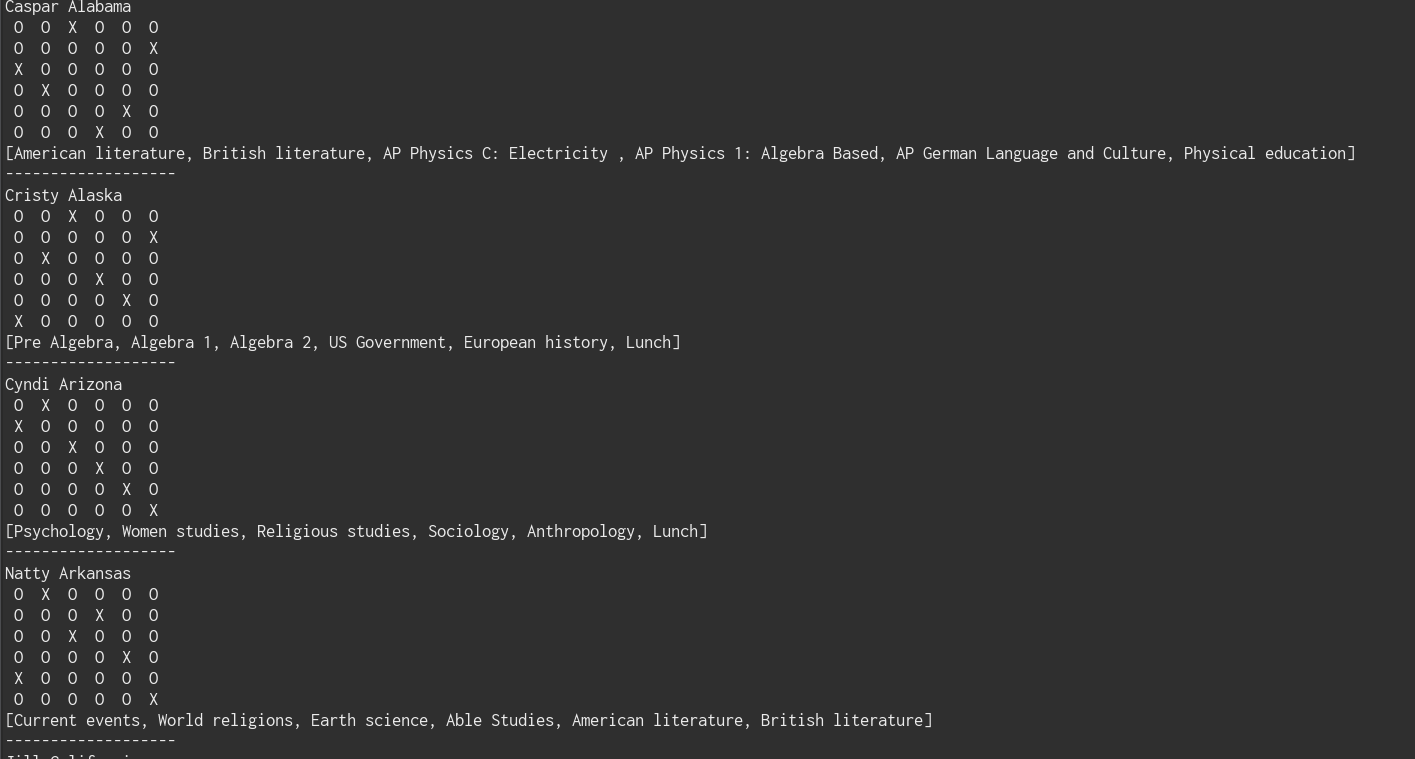 Caspar Alabama
O O X O O O
O O O O O X
X O O O O O
O X O O O O
O O O O X O
O O O X O O
[American literature, British literature, AP Physics C: Electricity , AP Physics 1: Algebra Based, AP German Language and Culture, Physical education]
-------------------
Cristy Alaska
O O X O O O
O O O O O X
O X O O O O
O O O X O O
O O O O X O
X O O O O O
[Pre Algebra, Algebra 1, Algebra 2, US Government, European history, Lunch]
-------------------
Cyndi Arizona
O X O O O O
X O O O O O
O O X O O O
O O O X O O
O O O O X O
O O O O O X
[Psychology, Women studies, Religious studies, Sociology, Anthropology, Lunch]
-------------------
Natty Arkansas
O X O O O O
O O O X O O
O O X O O O
O O O O X O
X O O O O O
O O O O O X
[Current events, World religions, Earth science, Able Studies, American literature, British literature]
-------------------